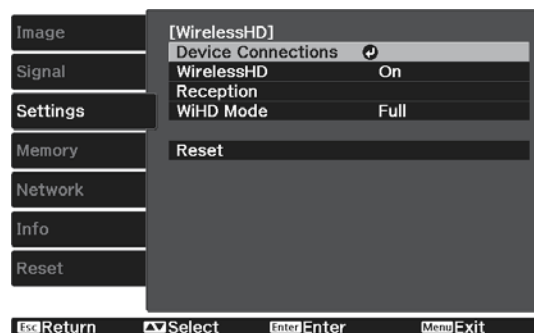 Image
Signal
Settings
Memory
Network
Info
Reset
[WirelessHD]
Device Connections
WirelessHD On
Reception
WiHD Mode Full
Reset
Esc Return Select Enter Enter Menu Exit